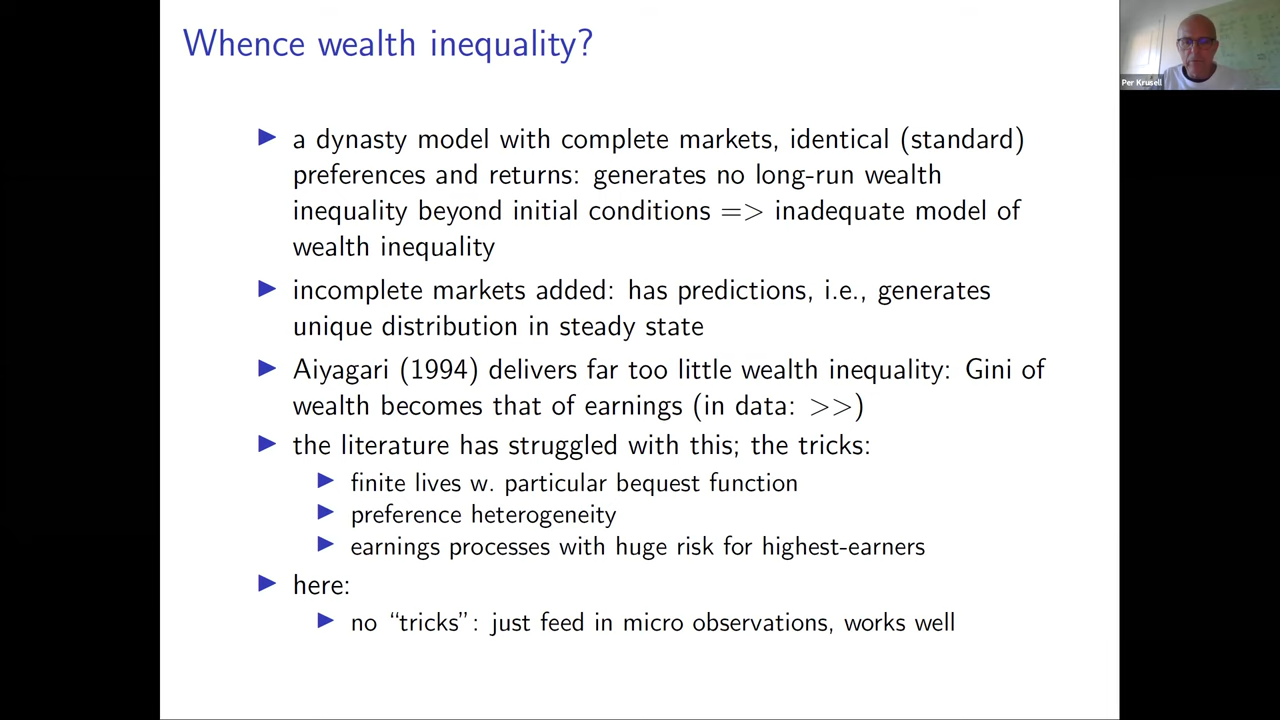 Whence wealth inequality?
a dynasty model with complete markets, identical (standard)
preferences and returns: generates no long-run wealth
inequality beyond initial conditions => inadequate model of
wealth inequality
incomplete markets added: has predictions, i.e., generates
unique distribution in steady state
Aiyagari (1994) delivers far too little wealth inequality: Gini of
wealth becomes that of earnings (in data: >>)
the literature has struggled with this; the tricks:
finite lives w. particular bequest function
preference heterogeneity
earnings processes with huge risk for highest-earners
here:
no “tricks”: just feed in micro observations, works well
Per Krusell